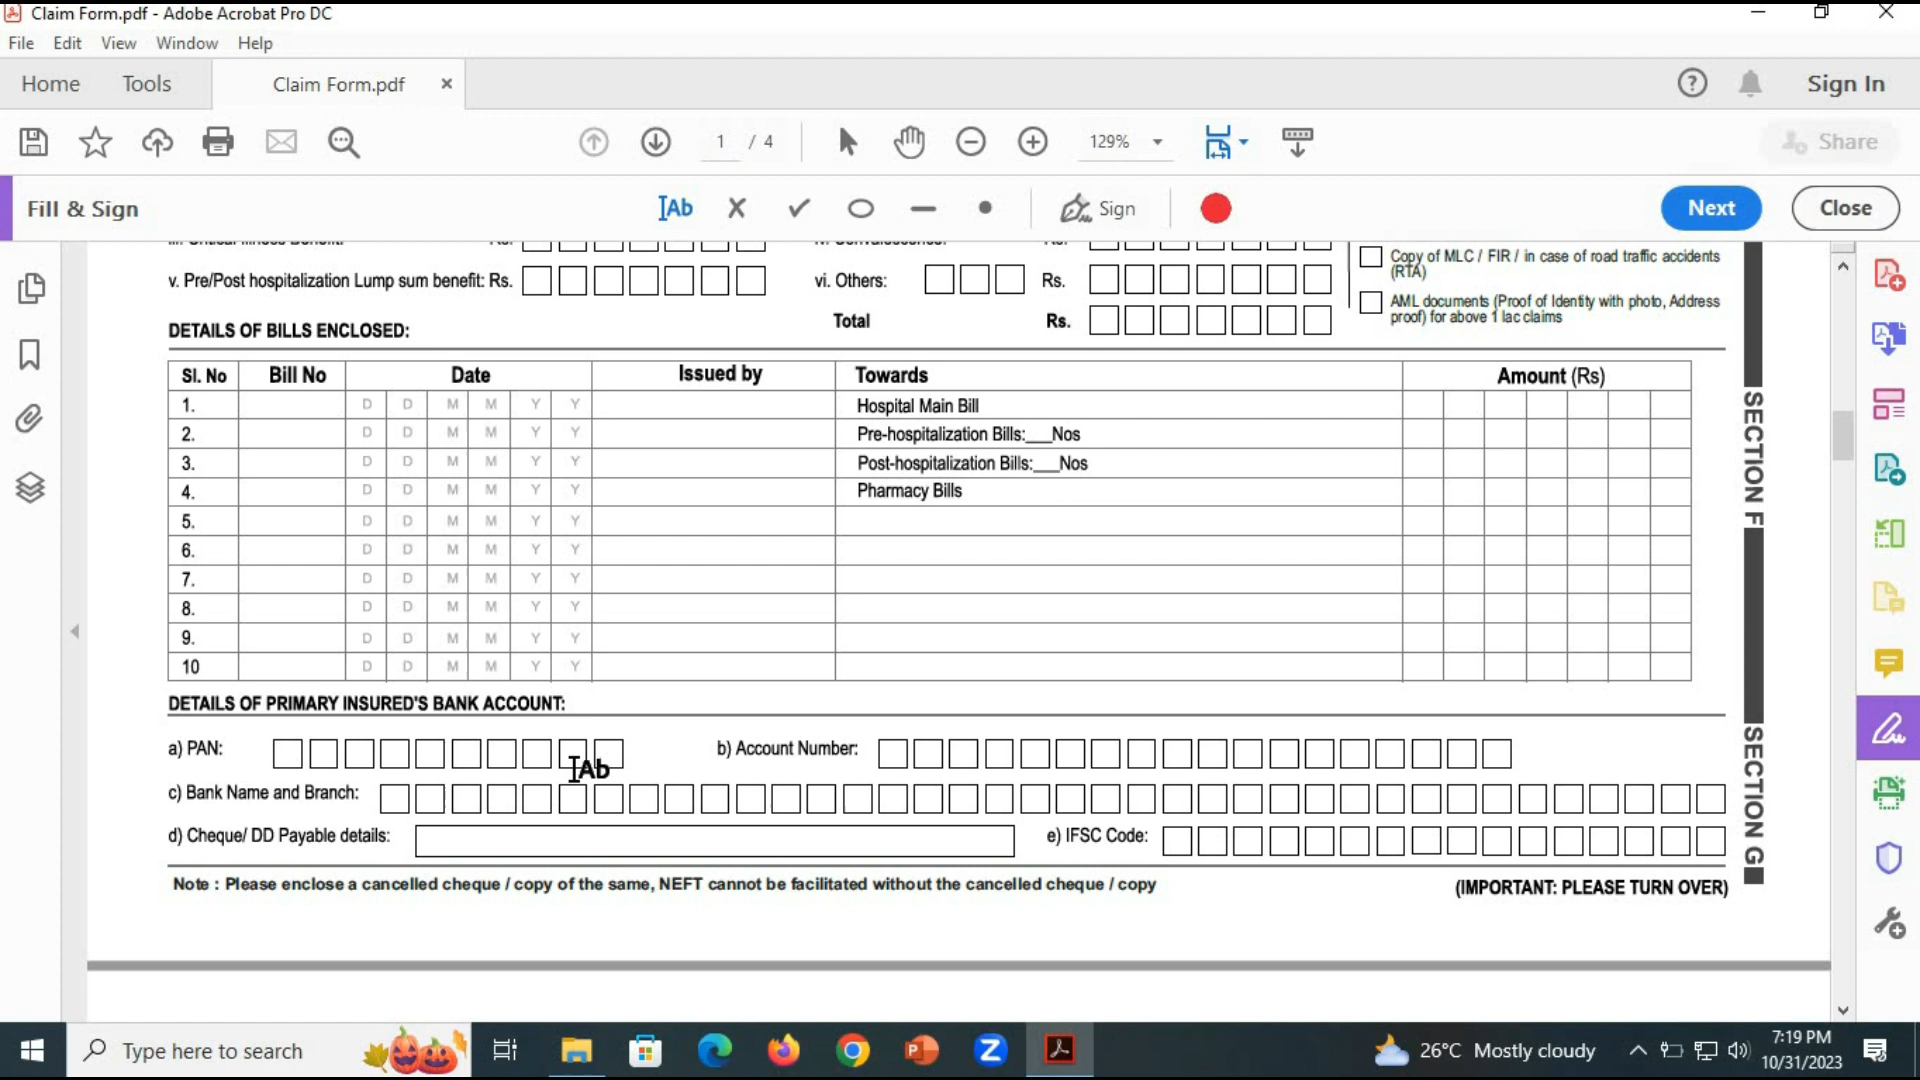 Claim Form.pdf - Adobe Acrobat Pro DC
File Edit View Window Help
Home Tools Claim Form.pdf × ? Sign In
1 / 4 129% Share
Fill & Sign Ab Sign Next Close
v. Pre/Post hospitalization Lump sum benefit: Rs. vi. Others: Rs.
Copy of MLC / FIR / in case of road traffic accidents
(RTA)
Total Rs.
AML documents (Proof of Identity with photo, Address
proof) for above 1 lac claims
DETAILS OF BILLS ENCLOSED:
Sl. No Bill No Date Issued by Towards Amount (Rs)
1. D D M M Y Y Hospital Main Bill
2. D D M M Y Y Pre-hospitalization Bills:___Nos
3. D D M M Y Y Post-hospitalization Bills:___Nos
4. D D M M Y Y Pharmacy Bills
5. D D M M Y Y
6. D D M M Y Y
7. D D M M Y Y
8. D D M M Y Y
9. D D M M Y Y
10 D D M M Y Y
SECTION F
DETAILS OF PRIMARY INSURED'S BANK ACCOUNT:
a) PAN: b) Account Number:
Ab
c) Bank Name and Branch:
d) Cheque/ DD Payable details: e) IFSC Code:
SECTION G
Note : Please enclose a cancelled cheque / copy of the same, NEFT cannot be facilitated without the cancelled cheque / copy
(IMPORTANT: PLEASE TURN OVER)
Type here to search
26°C Mostly cloudy
7:19 PM
10/31/2023